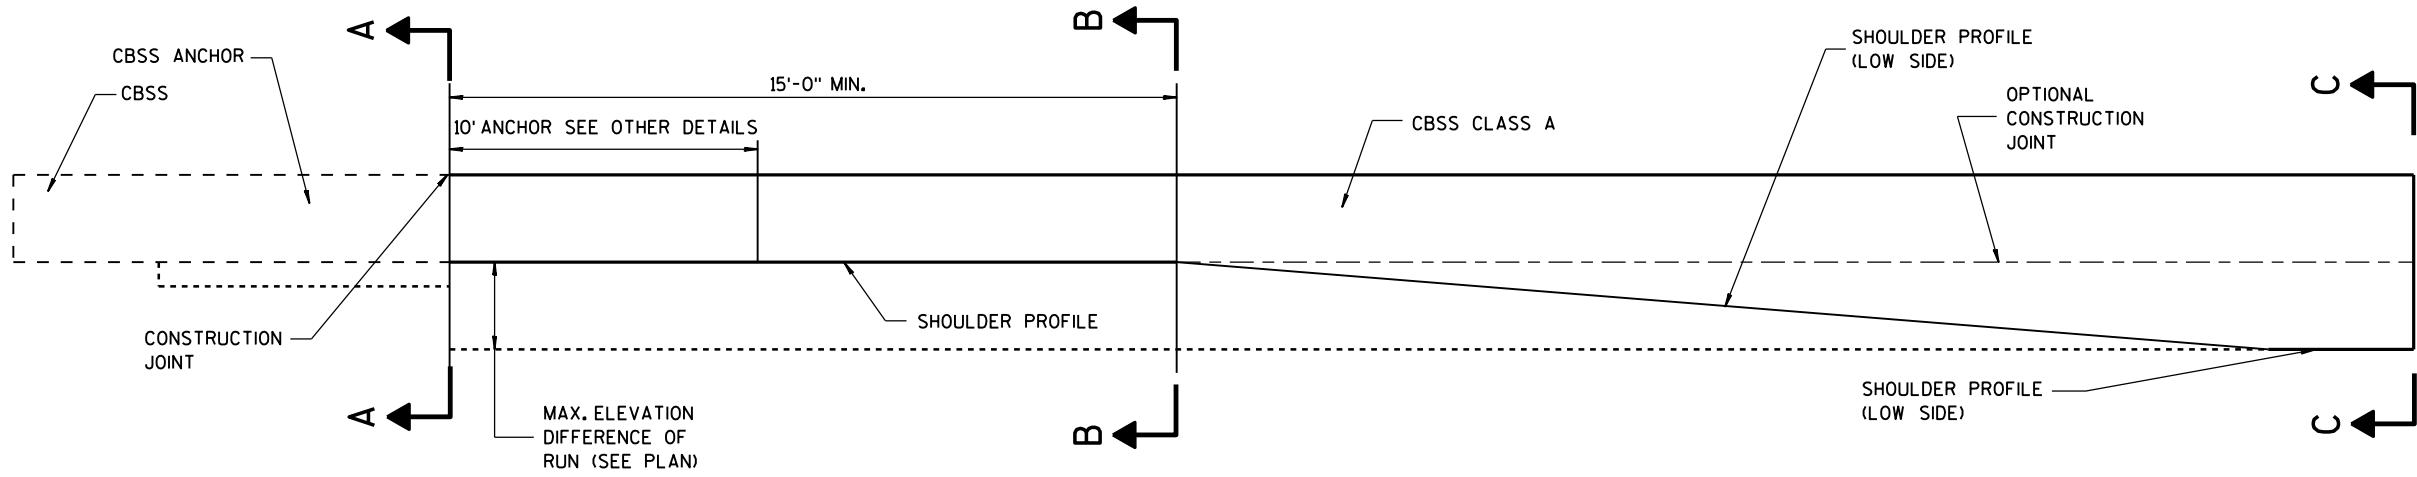 A
B
CBSS ANCHOR
CBSS
15'-0" MIN.
10' ANCHOR SEE OTHER DETAILS
CBSS CLASS A
SHOULDER PROFILE
(LOW SIDE)
OPTIONAL
CONSTRUCTION
JOINT
C
CONSTRUCTION
JOINT
SHOULDER PROFILE
SHOULDER PROFILE
(LOW SIDE)
A
MAX. ELEVATION
DIFFERENCE OF
RUN (SEE PLAN)
B
C